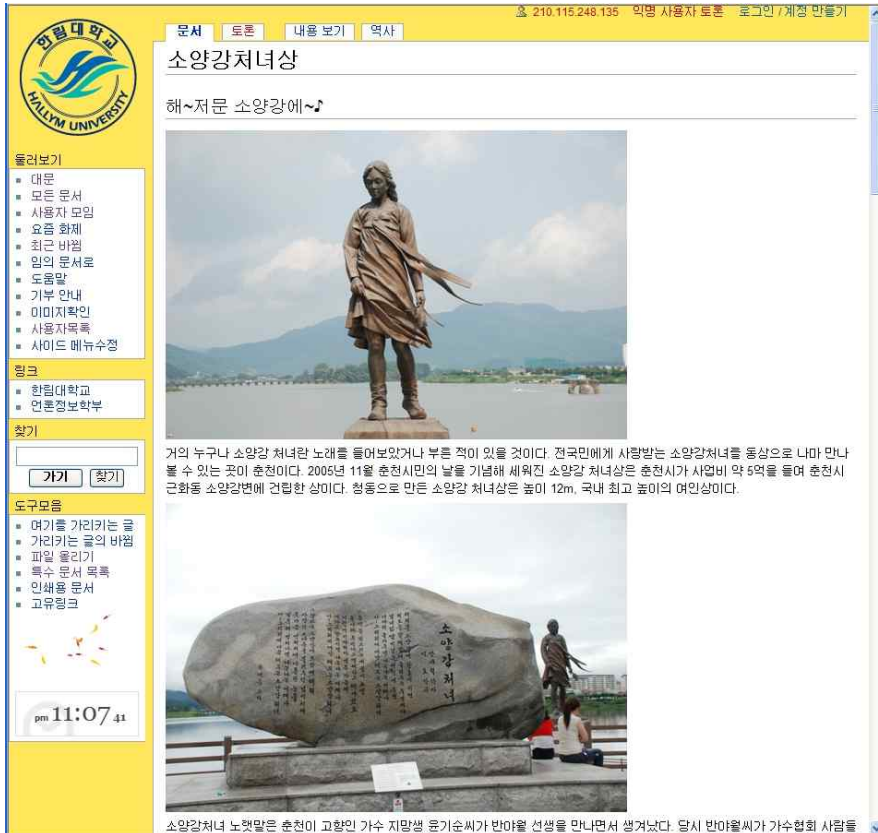 210.115.248.135 익명 사용자 토론 로그인 / 계정 만들기
한림대학교
HALLYM UNIVERSITY
문서 토론 내용 보기 역사
소양강처녀상
해~저문 소양강에~♪
둘러보기
대문
모든 문서
사용자 모임
요즘 화제
최근 바뀜
임의 문서로
도움말
기부 안내
이미지확인
사용자목록
사이드 메뉴수정
링크
한림대학교
언론정보학부
찾기
가기 찾기
도구모음
여기를 가리키는 글
가리키는 글의 바뀜
파일 올리기
특수 문서 목록
인쇄용 문서
고유링크
pm 11:07 41
거의 누구나 소양강 처녀란 노래를 들어보았거나 부른 적이 있을 것이다. 전국민에게 사랑받는 소양강처녀를 동상으로 나마 만나
볼 수 있는 곳이 춘천이다. 2005년 11월 춘천시민의 날을 기념해 세워진 소양강 처녀상은 춘천시가 사업비 약 5억을 들여 춘천시
근화동 소양강변에 건립한 상이다. 청동으로 만든 소양강 처녀상은 높이 12m, 국내 최고 높이의 여인상이다.
소양강처녀
소양강처녀 노랫말은 춘천이 고향인 가수 지망생 윤기순씨가 반야월 선생을 만나면서 생겨났다. 당시 반야월씨가 가수협회 사람들